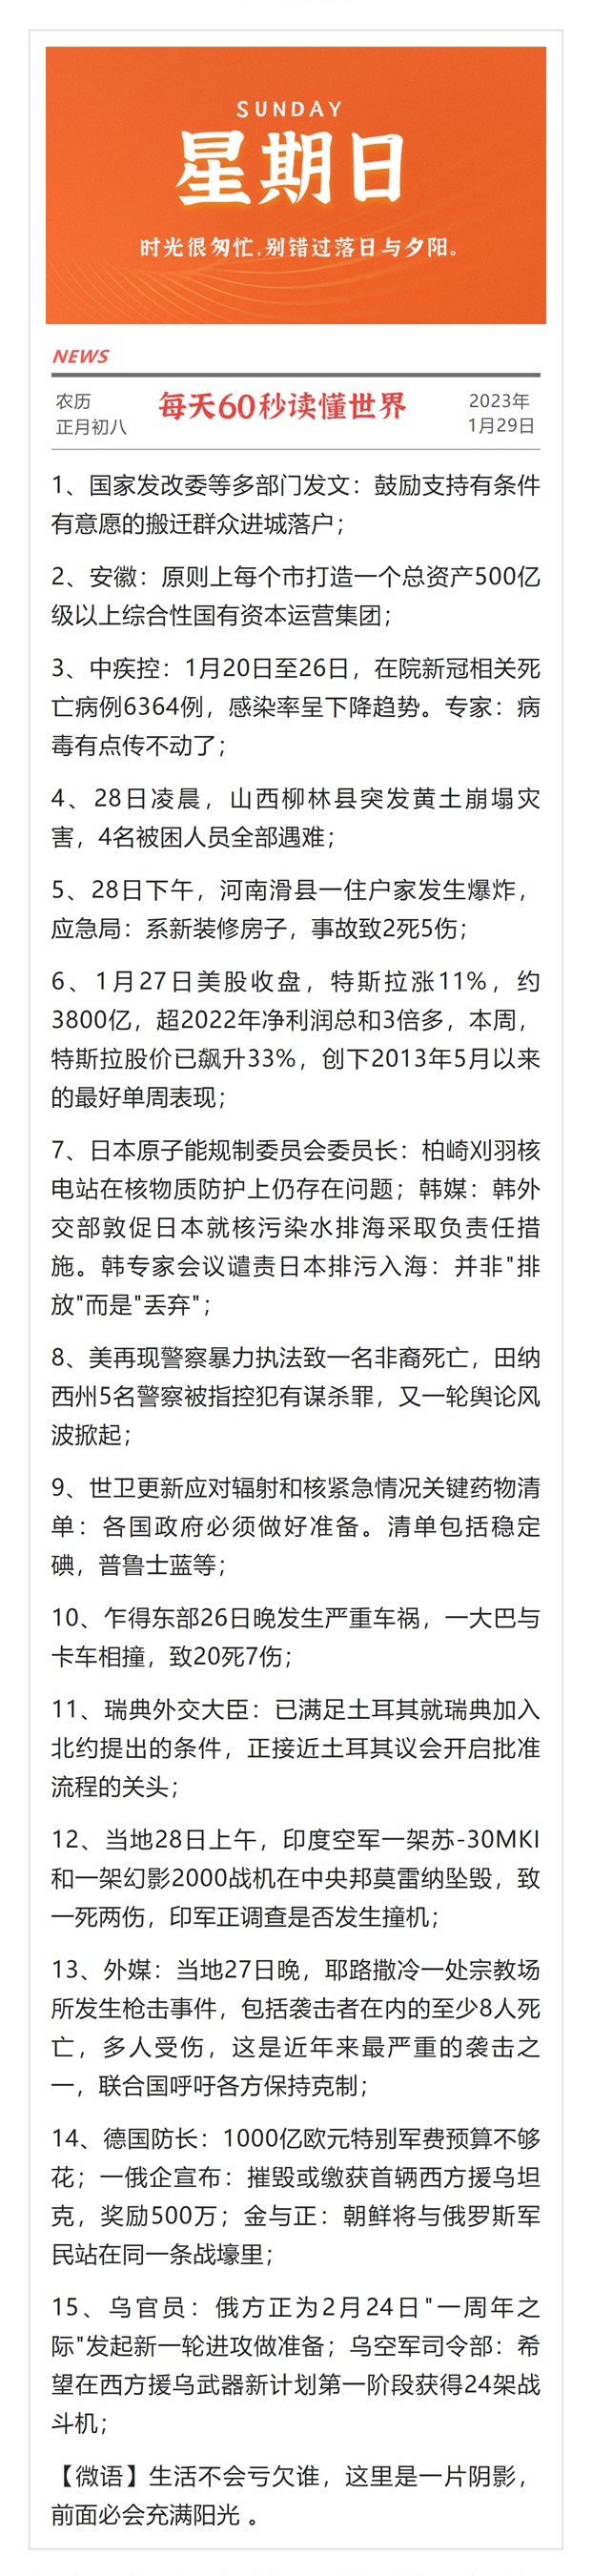 SUNDAY
星期日
时光很匆忙,别错过落日与夕阳。
NEWS
农历
正月初八
每天60秒读懂世界
2023年
1月29日
1、国家发改委等多部门发文：鼓励支持有条件
有意愿的搬迁群众进城落户；
2、安徽：原则上每个市打造一个总资产500亿
级以上综合性国有资本运营集团；
3、中疾控：1月20日至26日，在院新冠相关死
亡病例6364例，感染率呈下降趋势。专家：病
毒有点传不动了；
4、28日凌晨，山西柳林县突发黄土崩塌灾
害，4名被困人员全部遇难；
5、28日下午，河南滑县一住户家发生爆炸，
应急局：系新装修房子，事故致2死5伤；
6、1月27日美股收盘，特斯拉涨11%，约
3800亿，超2022年净利润总和3倍多，本周，
特斯拉股价已飙升33%，创下2013年5月以来
的最好单周表现；
7、日本原子能规制委员会委员长：柏崎刈羽核
电站在核物质防护上仍存在问题；韩媒：韩外
交部敦促日本就核污染水排海采取负责任措
施。韩专家会议谴责日本排污入海：并非"排
放"而是"丢弃"；
8、美再现警察暴力执法致一名非裔死亡，田纳
西州5名警察被指控犯有谋杀罪，又一轮舆论风
波掀起；
9、世卫更新应对辐射和核紧急情况关键药物清
单：各国政府必须做好准备。清单包括稳定
碘，普鲁士蓝等；
10、乍得东部26日晚发生严重车祸，一大巴与
卡车相撞，致20死7伤；
11、瑞典外交大臣：已满足土耳其就瑞典加入
北约提出的条件，正接近土耳其议会开启批准
流程的关头；
12、当地28日上午，印度空军一架苏-30MKI
和一架幻影2000战机在中央邦莫雷纳坠毁，致
一死两伤，印军正调查是否发生撞机；
13、外媒：当地27日晚，耶路撒冷一处宗教场
所发生枪击事件，包括袭击者在内的至少8人死
亡，多人受伤，这是近年来最严重的袭击之
一，联合国呼吁各方保持克制；
14、德国防长：1000亿欧元特别军费预算不够
花；一俄企宣布：摧毁或缴获首辆西方援乌坦
克，奖励500万；金与正：朝鲜将与俄罗斯军
民站在同一条战壕里；
15、乌官员：俄方正为2月24日"一周年之
际"发起新一轮进攻做准备；乌空军司令部：希
望在西方援乌武器新计划第一阶段获得24架战
斗机；
【微语】生活不会亏欠谁，这里是一片阴影，
前面必会充满阳光 。